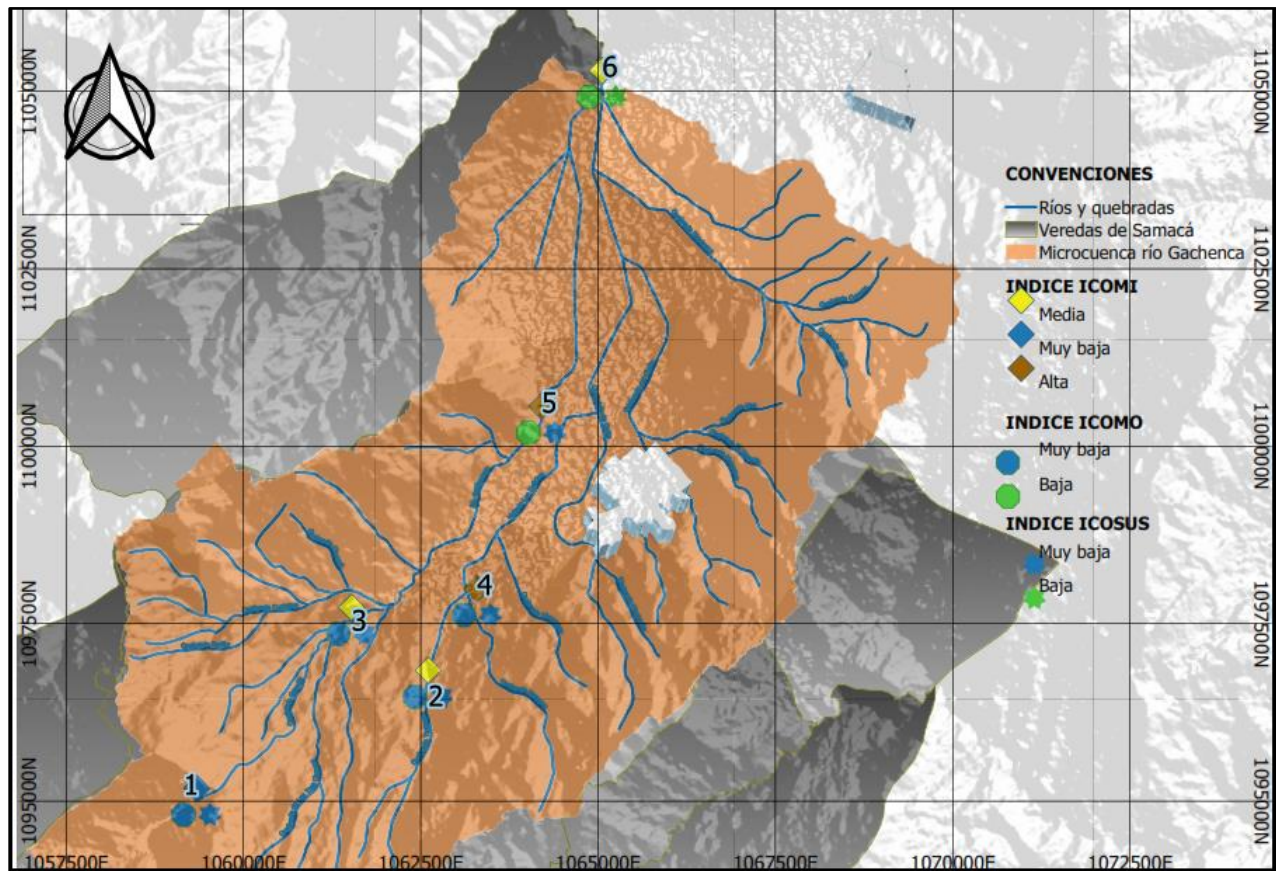 6
5
4
3
2
1
CONVENCIONES
Ríos y quebradas
Veredas de Samacá
Microcuenca río Gachenca
INDICE ICOMI
Media
Muy baja
Alta
INDICE ICOMO
Muy baja
Baja
INDICE ICOSUS
Muy baja
Baja
1105000N
1102500N
1100000N
1097500N
1095000N
1105000N
1102500N
1100000N
1097500N
1095000N
1057500E
1060000E
1062500E
1065000E
1067500E
1070000E
1072500E